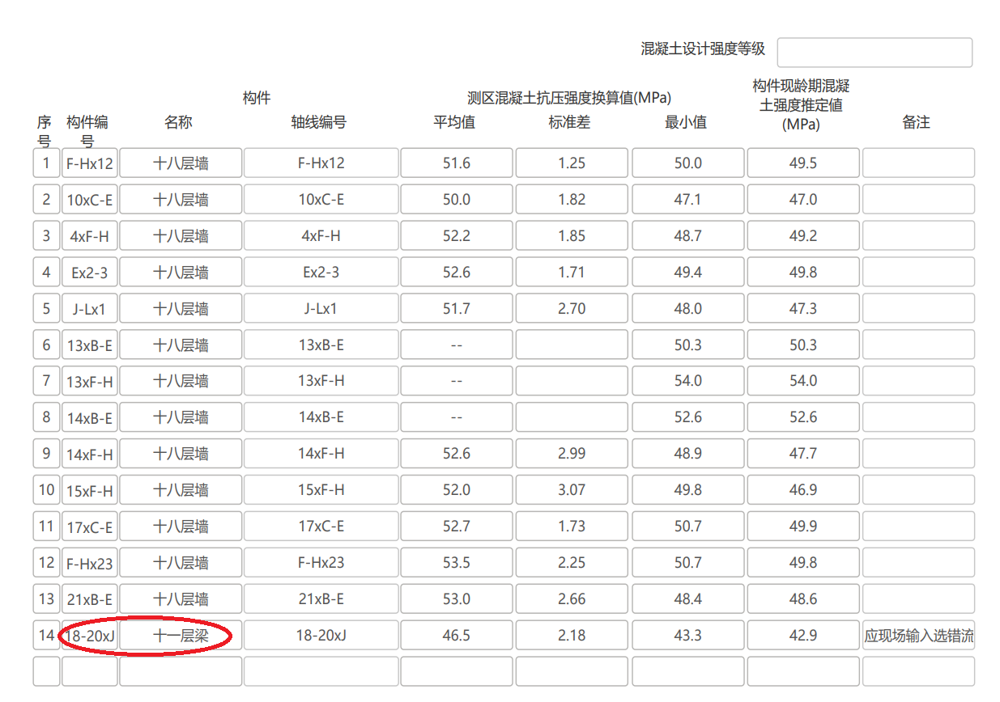 混凝土设计强度等级
构件 测区混凝土抗压强度换算值(MPa) 构件现龄期混凝土强度推定值(MPa)
序号 构件编号 名称 轴线编号 平均值 标准差 最小值 备注
1 F-Hx12 十八层墙 F-Hx12 51.6 1.25 50.0 49.5
2 10xC-E 十八层墙 10xC-E 50.0 1.82 47.1 47.0
3 4xF-H 十八层墙 4xF-H 52.2 1.85 48.7 49.2
4 Ex2-3 十八层墙 Ex2-3 52.6 1.71 49.4 49.8
5 J-Lx1 十八层墙 J-Lx1 51.7 2.70 48.0 47.3
6 13xB-E 十八层墙 13xB-E -- 50.3 50.3
7 13xF-H 十八层墙 13xF-H -- 54.0 54.0
8 14xB-E 十八层墙 14xB-E -- 52.6 52.6
9 14xF-H 十八层墙 14xF-H 52.6 2.99 48.9 47.7
10 15xF-H 十八层墙 15xF-H 52.0 3.07 49.8 46.9
11 17xC-E 十八层墙 17xC-E 52.7 1.73 50.7 49.9
12 F-Hx23 十八层墙 F-Hx23 53.5 2.25 50.7 49.8
13 21xB-E 十八层墙 21xB-E 53.0 2.66 48.4 48.6
14 18-20xJ 十一层梁 18-20xJ 46.5 2.18 43.3 42.9 应现场输入选错流